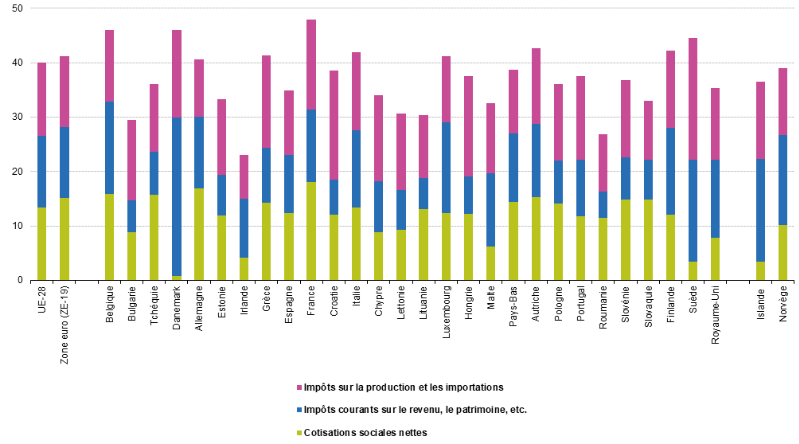 50
40
30
20
10
0
UE-28
Zone euro (ZE-19)
Belgique
Bulgarie
Tchéquie
Danemark
Allemagne
Estonie
Irlande
Grèce
Espagne
France
Croatie
Italie
Chypre
Lettonie
Lituanie
Luxembourg
Hongrie
Malte
Pays-Bas
Autriche
Pologne
Portugal
Roumanie
Slovénie
Slovaquie
Finlande
Suède
Royaume-Uni
Islande
Norvège
Impôts sur la production et les importations
Impôts courants sur le revenu, le patrimoine, etc.
Cotisations sociales nettes